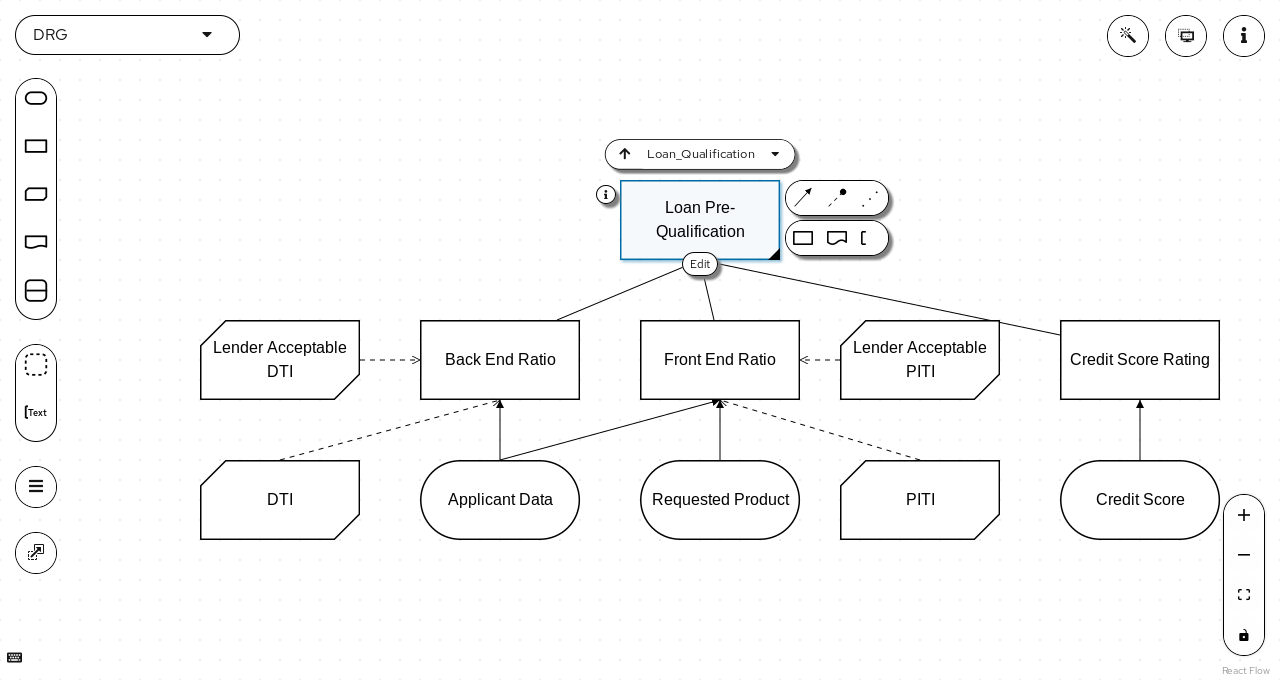 DRG
Loan_Qualification
Loan Pre-
Qualification
Edit
Lender Acceptable
DTI
Back End Ratio
Front End Ratio
Lender Acceptable
PITI
Credit Score Rating
Text
DTI
Applicant Data
Requested Product
PITI
Credit Score
React Flow